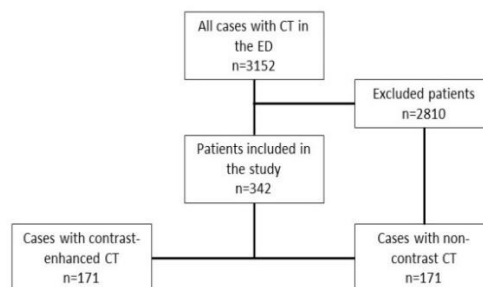 All cases with CT in
the ED
n=3152
Excluded patients
n=2810
Patients included in
the study
n=342
Cases with contrast-
enhanced CT
n=171
Cases with non-
contrast CT
n=171